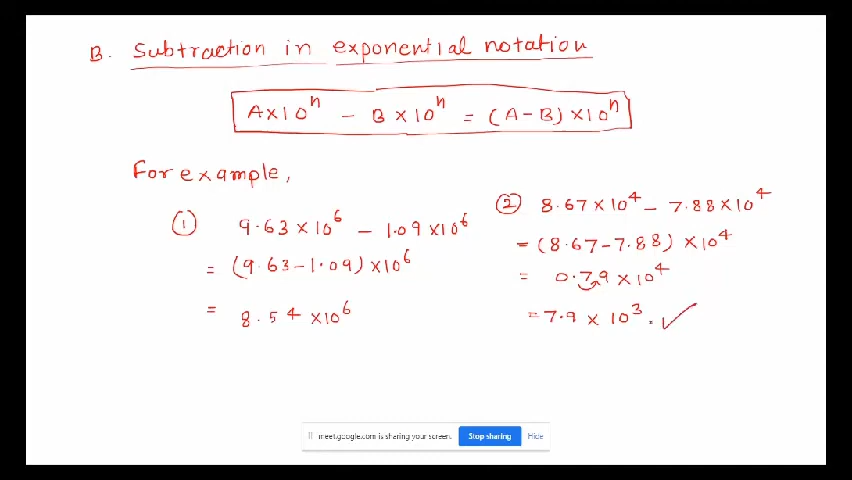 B. Subtraction in exponential notation
A×10ⁿ − B×10ⁿ = (A−B)×10ⁿ
For example,
① 9.63×10⁶ − 1.09×10⁶
= (9.63−1.09)×10⁶
= 8.54×10⁶
② 8.67×10⁴ − 7.88×10⁴
= (8.67−7.88)×10⁴
= 0.79×10⁴
= 7.9×10³. ✓
meet.google.com is sharing your screen. Stop sharing Hide